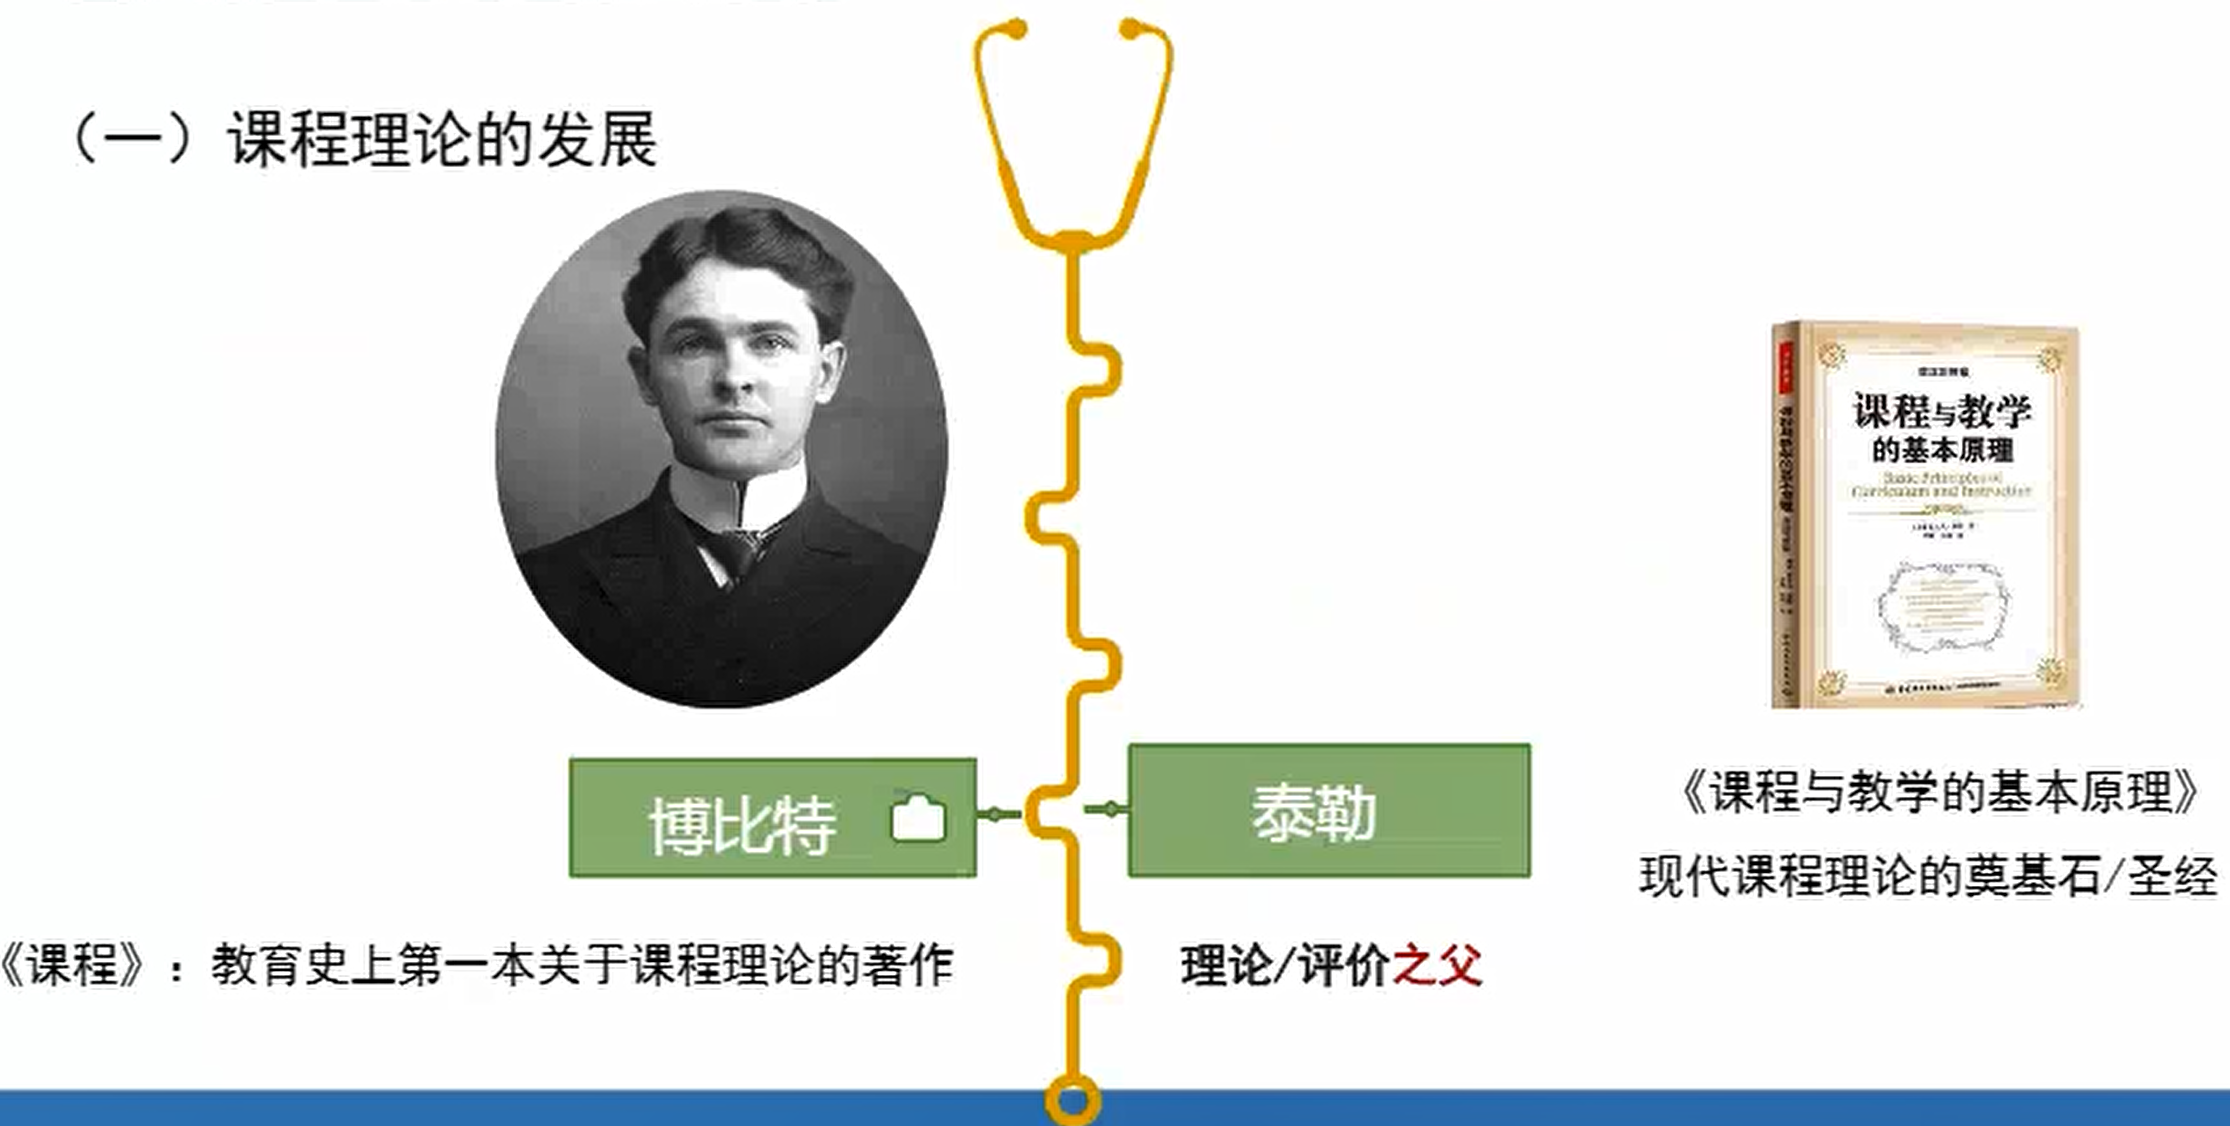 （一）课程理论的发展
课程与教学
的基本原理
Basic Principles of
Curriculum and Instruction
博比特
泰勒
《课程与教学的基本原理》
现代课程理论的奠基石/圣经
《课程》：教育史上第一本关于课程理论的著作
理论/评价之父